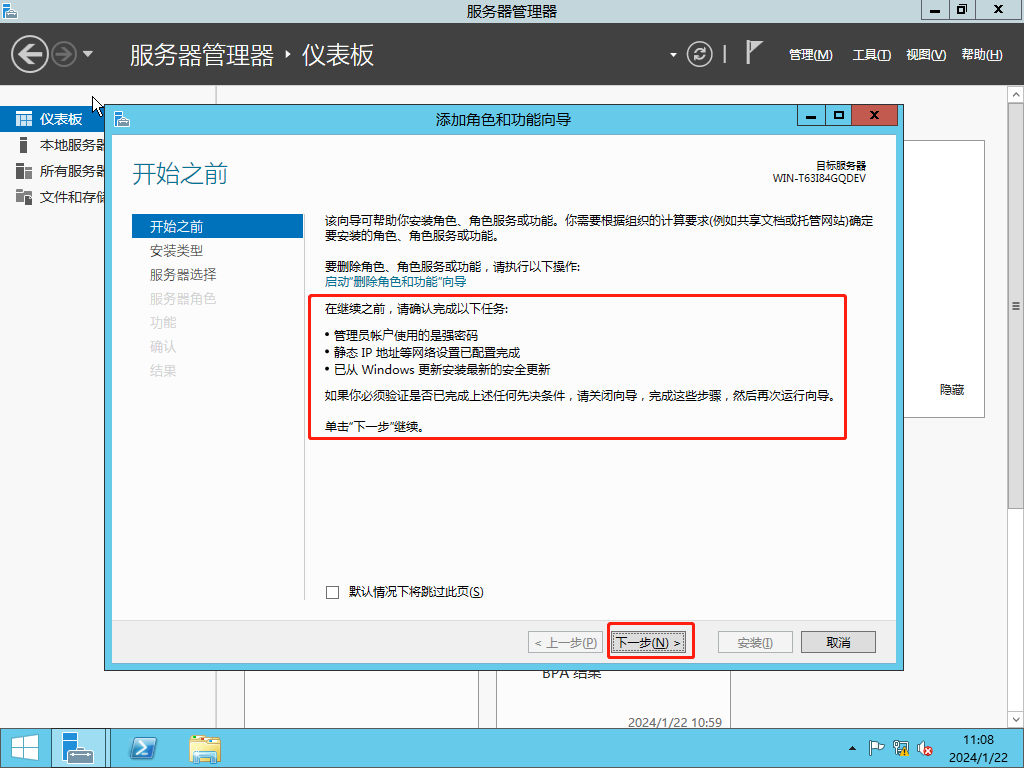 服务器管理器
服务器管理器 ‣ 仪表板
管理(M) 工具(T) 视图(V) 帮助(H)
仪表板
本地服务器
所有服务器
文件和存储
添加角色和功能向导
开始之前
目标服务器
WIN-T63I84GQDEV
开始之前
安装类型
服务器选择
服务器角色
功能
确认
结果
该向导可帮助你安装角色、角色服务或功能。你需要根据组织的计算要求(例如共享文档或托管网站)确定
要安装的角色、角色服务或功能。
要删除角色、角色服务或功能，请执行以下操作:
启动"删除角色和功能"向导
在继续之前，请确认完成以下任务:
• 管理员帐户使用的是强密码
• 静态 IP 地址等网络设置已配置完成
• 已从 Windows 更新安装最新的安全更新
如果你必须验证是否已完成上述任何先决条件，请关闭向导，完成这些步骤，然后再次运行向导。
单击"下一步"继续。
默认情况下将跳过此页(S)
< 上一步(P) 下一步(N) > 安装(I) 取消
隐藏
BPA 结果
2024/1/22 10:59
11:08
2024/1/22